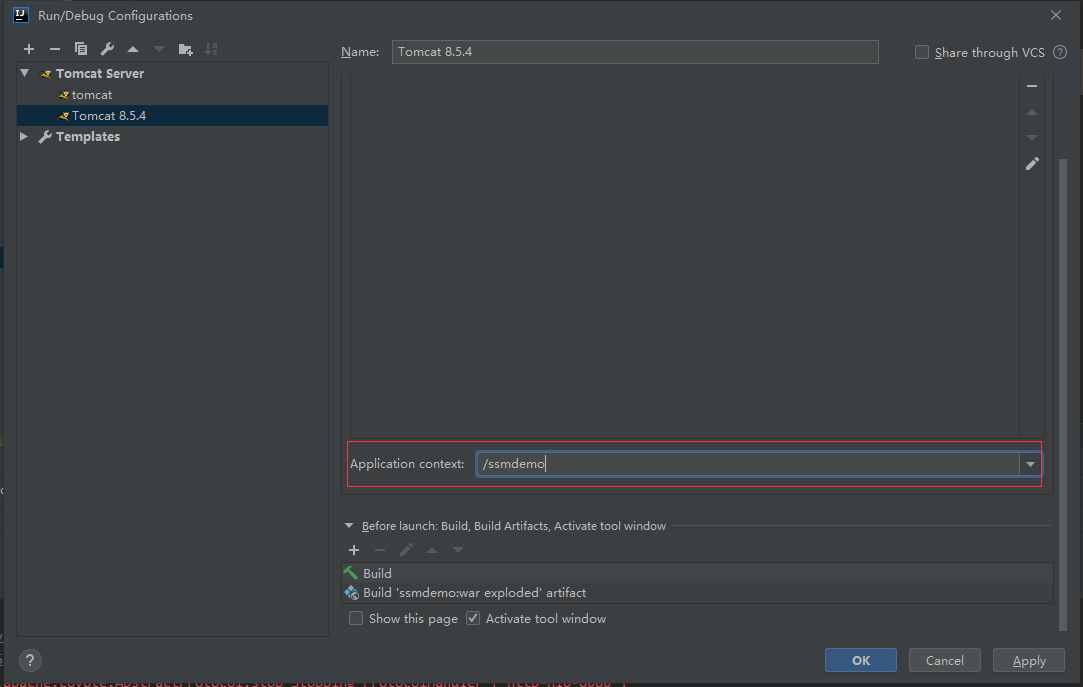 Run/Debug Configurations
Name: Tomcat 8.5.4
Share through VCS ?
Tomcat Server
tomcat
Tomcat 8.5.4
Templates
Application context: /ssmdemo
Before launch: Build, Build Artifacts, Activate tool window
Build
Build 'ssmdemo:war exploded' artifact
Show this page Activate tool window
? OK Cancel Apply